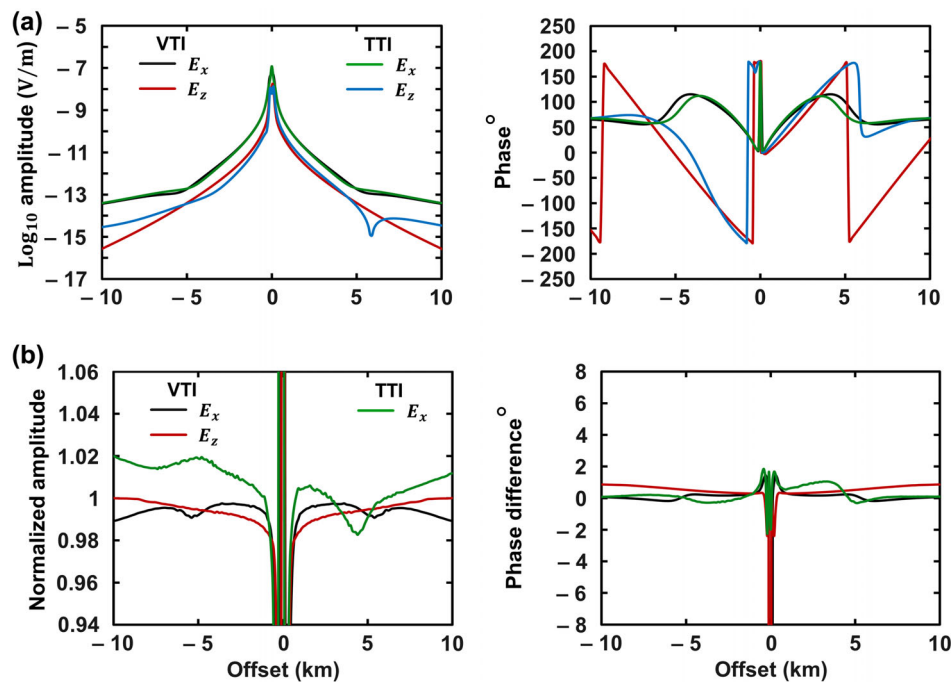 (a)
Log₁₀ amplitude (V/m)
− 5
− 7
− 9
− 11
− 13
− 15
− 17
VTI TTI
Eₓ Eₓ
E_z E_z
− 10 − 5 0 5 10
Phase°
250
200
150
100
50
0
− 50
− 100
− 150
− 200
− 250
− 10 − 5 0 5 10
(b)
Normalized amplitude
1.06
1.04
1.02
1
0.98
0.96
0.94
VTI TTI
Eₓ Eₓ
E_z
− 10 − 5 0 5 10
Offset (km)
Phase difference°
8
6
4
2
0
− 2
− 4
− 6
− 8
− 10 − 5 0 5 10
Offset (km)